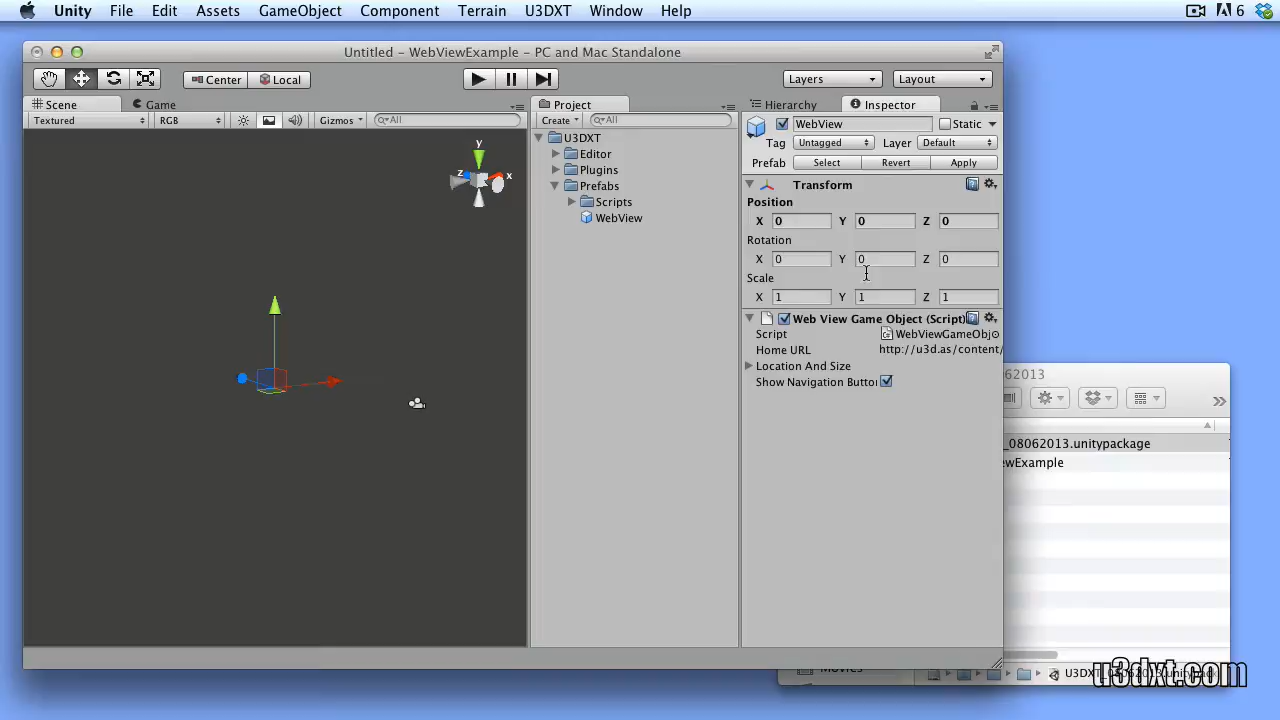 Unity File Edit Assets GameObject Component Terrain U3DXT Window Help 6
Untitled – WebViewExample – PC and Mac Standalone
Center Local Layers Layout
Scene Game Project Hierarchy Inspector
Textured RGB Gizmos All Create All
WebView Static
U3DXT
Tag Untagged Layer Default
Editor
Prefab Select Revert Apply
Plugins
Transform
Prefabs
Position
Scripts
X 0 Y 0 Z 0
WebView
Rotation
X 0 Y 0 Z 0
Scale
X 1 Y 1 Z 1
Web View Game Object (Script)
Script WebViewGameObj
Home URL http://u3d.as/content/
Location And Size
Show Navigation Button
y
z x
62013
_08062013.unitypackage
ewExample
Movies
u3dxt.com